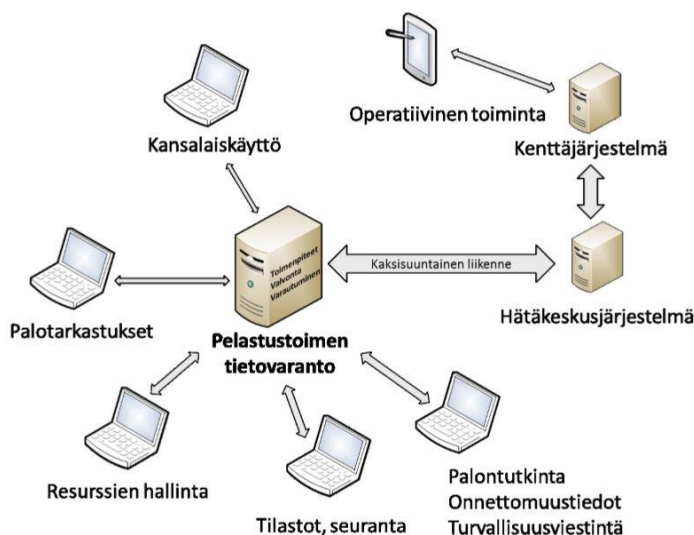 Operatiivinen toiminta
Kansalaiskäyttö
Kenttäjärjestelmä
Toimenpiteet
Valvonta
Varautuminen
Kaksisuuntainen liikenne
Palotarkastukset
Pelastustoimen
tietovaranto
Hätäkeskusjärjestelmä
Resurssien hallinta
Tilastot, seuranta
Palontutkinta
Onnettomuustiedot
Turvallisuusviestintä